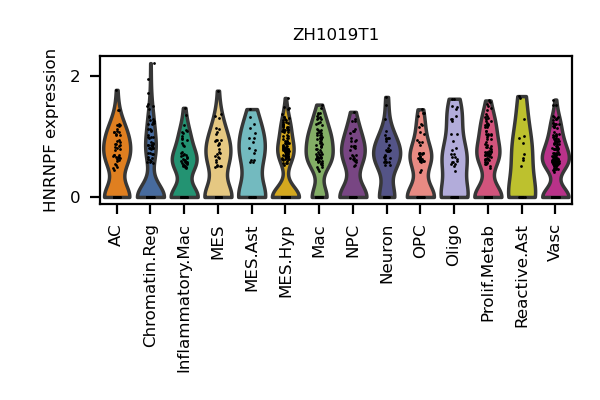 ZH1019T1
HNRNPF expression
2
0
AC
Chromatin.Reg
Inflammatory.Mac
MES
MES.Ast
MES.Hyp
Mac
NPC
Neuron
OPC
Oligo
Prolif.Metab
Reactive.Ast
Vasc